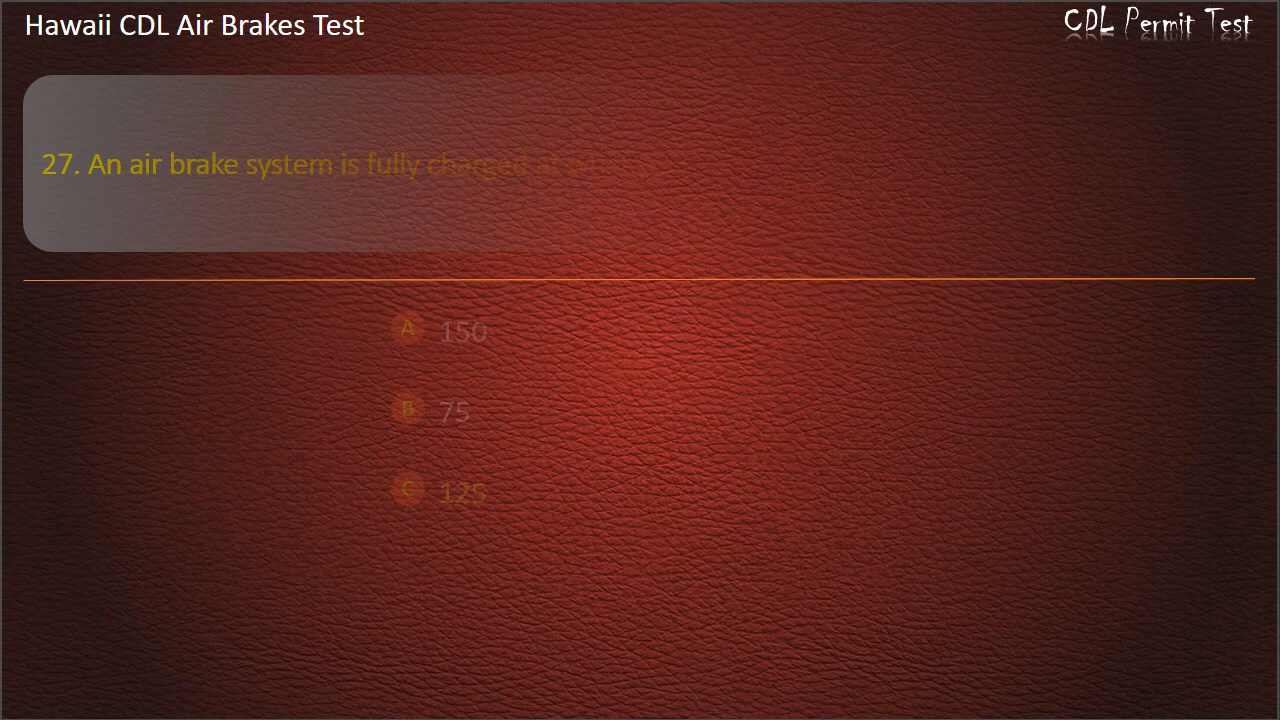 Hawaii CDL Air Brakes Test
CDL Permit Test
27. An air brake system is fully charged at
A 150
B 75
C 125